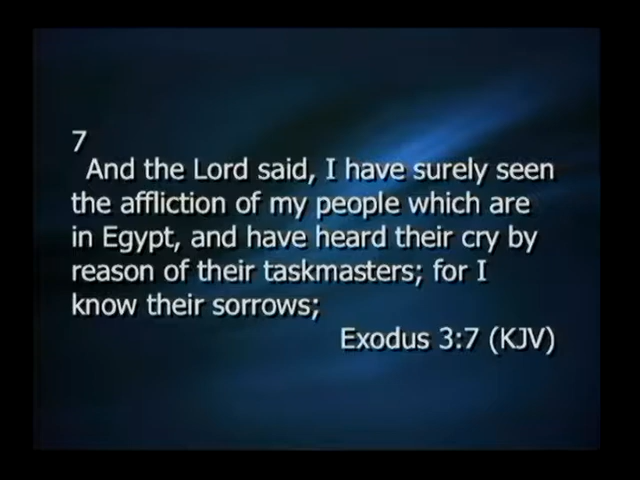 7
And the Lord said, I have surely seen
the affliction of my people which are
in Egypt, and have heard their cry by
reason of their taskmasters; for I
know their sorrows;
Exodus 3:7 (KJV)